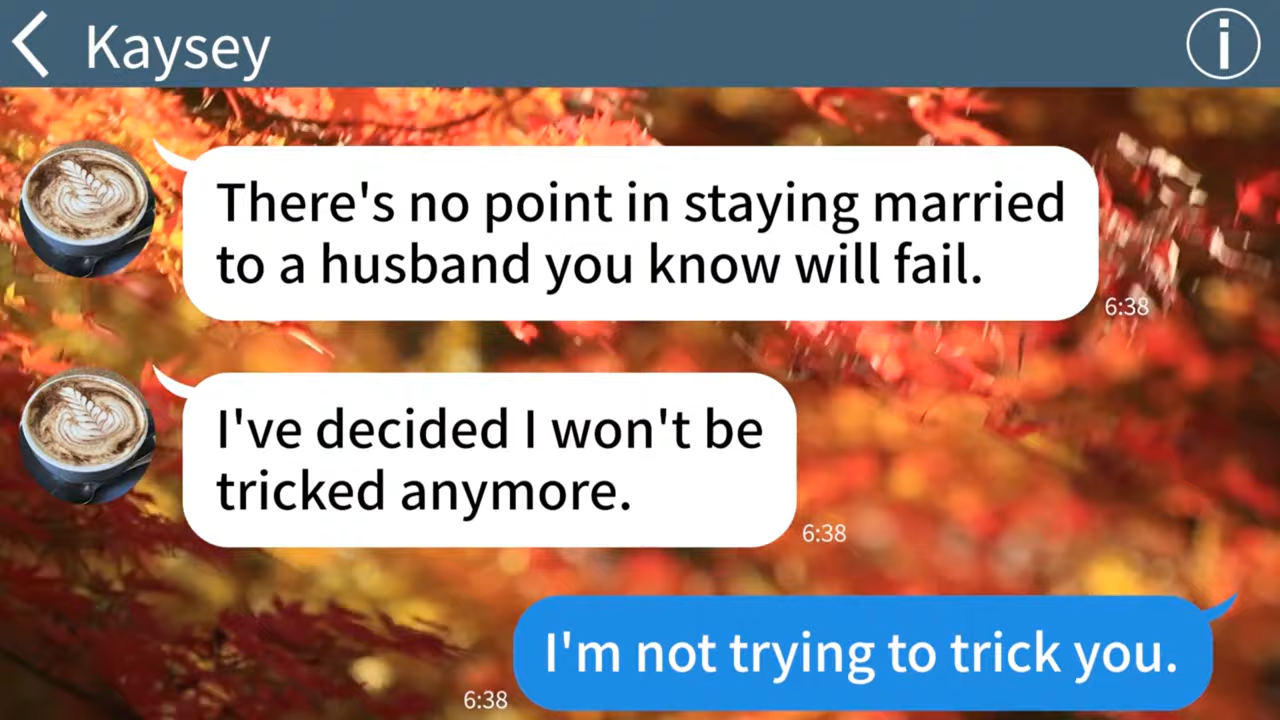 Kaysey
There's no point in staying married
to a husband you know will fail.
6:38
I've decided I won't be
tricked anymore.
6:38
I'm not trying to trick you.
6:38